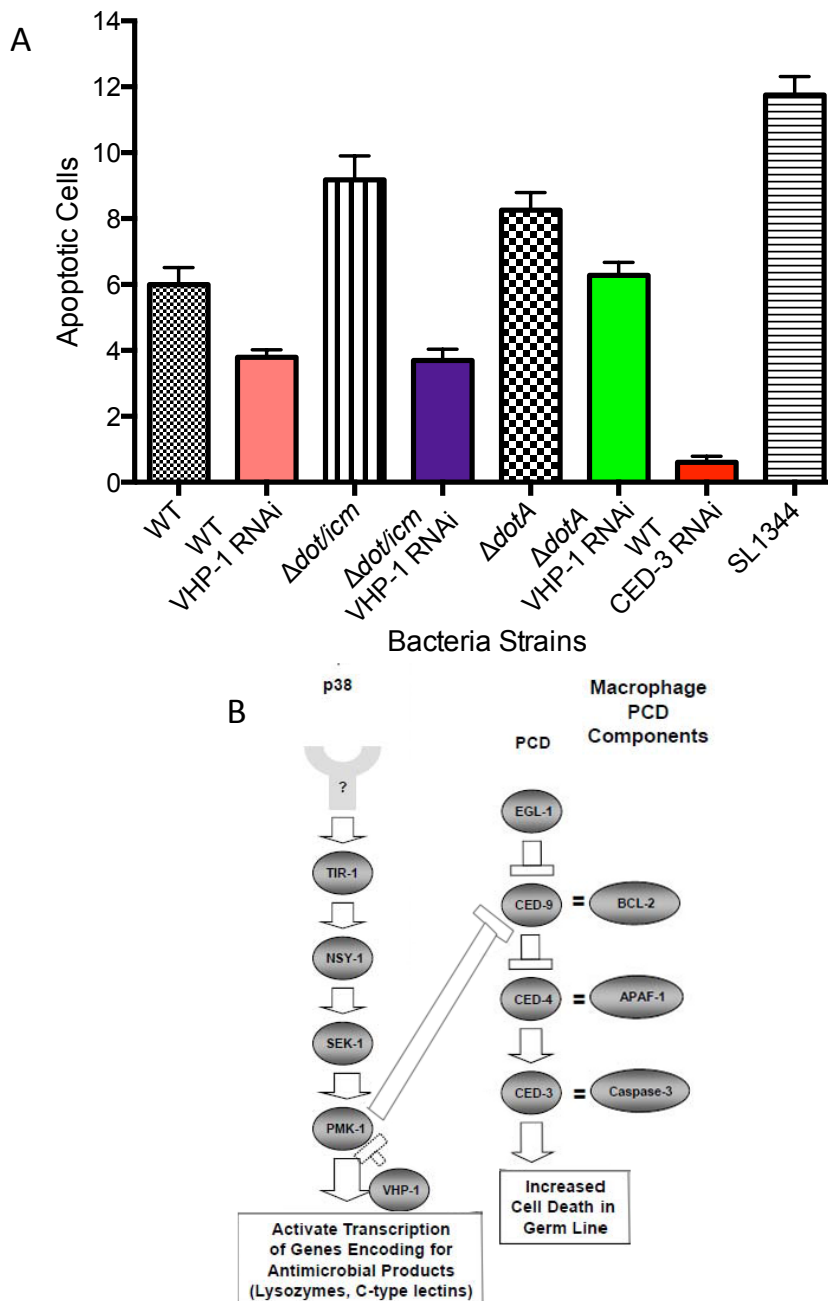 A
14
12
10
8
6
4
2
0
Apoptotic Cells
WT
WT
VHP-1 RNAi
Δdot/icm
Δdot/icm
VHP-1 RNAi
ΔdotA
ΔdotA
VHP-1 RNAi
WT
CED-3 RNAi
SL1344
Bacteria Strains
B
p38
?
TIR-1
NSY-1
SEK-1
PMK-1
VHP-1
Activate Transcription
of Genes Encoding for
Antimicrobial Products
(Lysozymes, C-type lectins)
PCD
Macrophage
PCD
Components
EGL-1
CED-9 = BCL-2
CED-4 = APAF-1
CED-3 = Caspase-3
Increased
Cell Death in
Germ Line